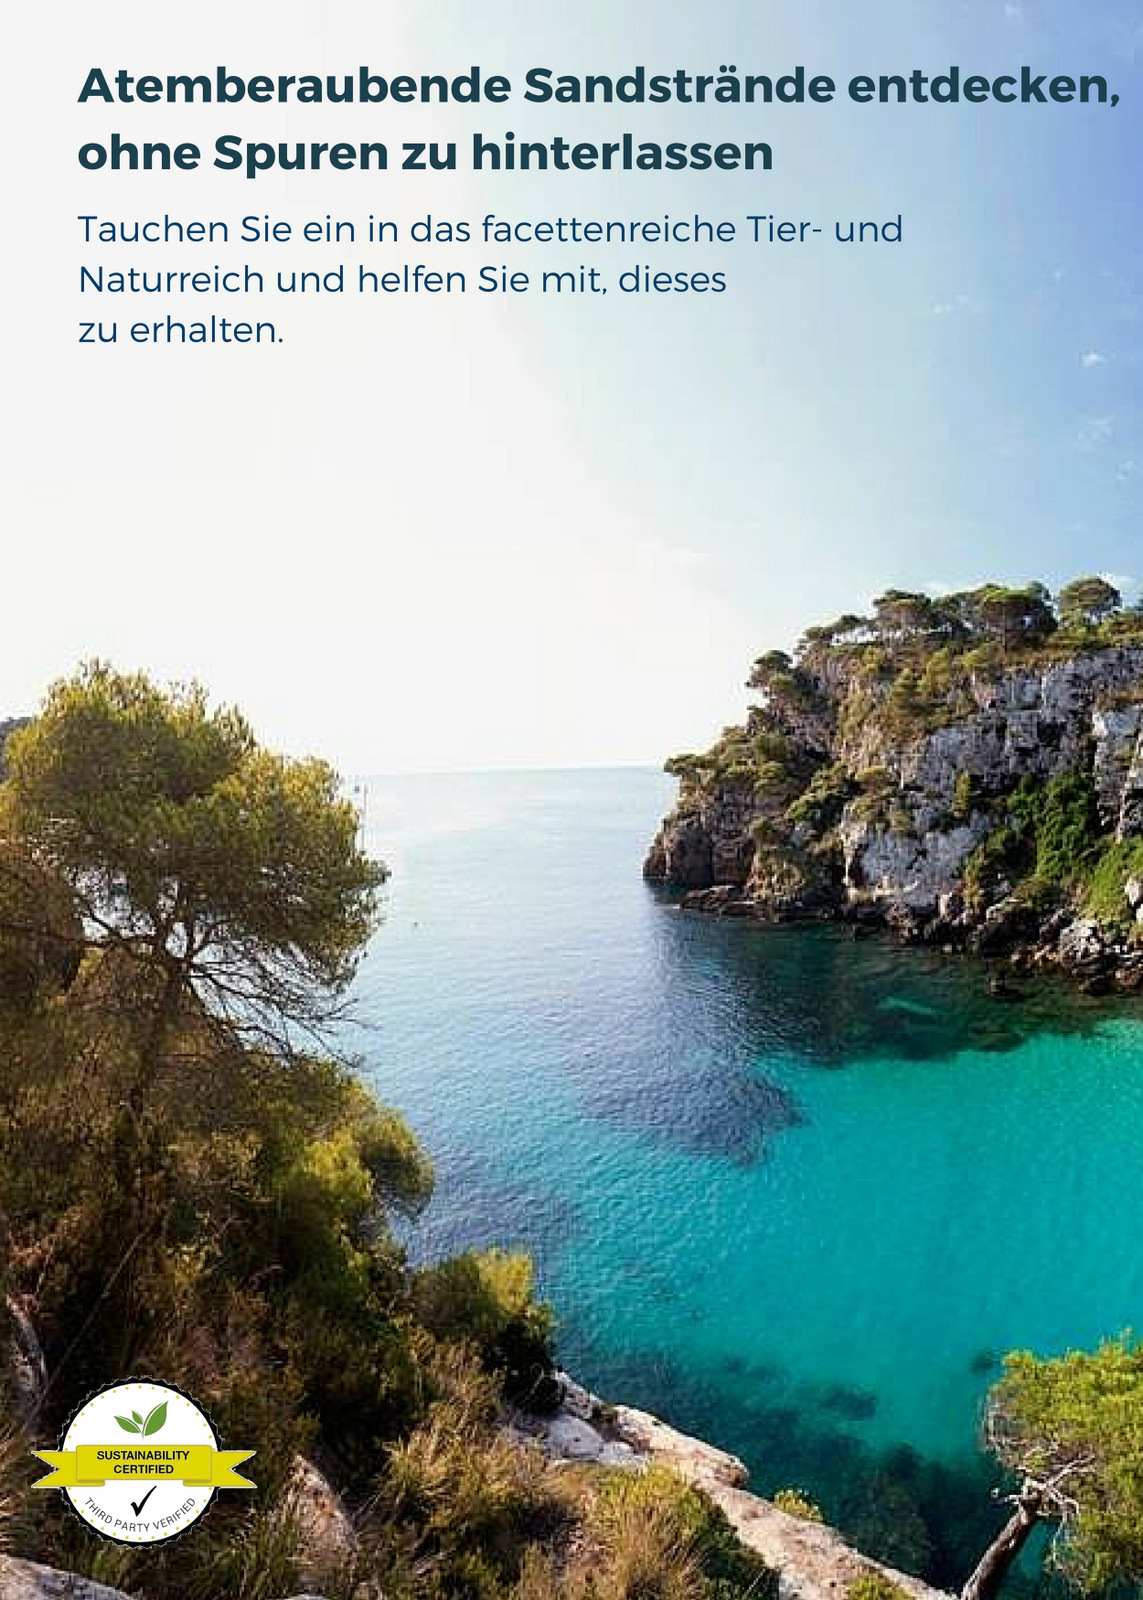 Atemberaubende Sandstrände entdecken,
ohne Spuren zu hinterlassen
Tauchen Sie ein in das facettenreiche Tier- und
Naturreich und helfen Sie mit, dieses
zu erhalten.
SUSTAINABILITY
CERTIFIED
THIRD PARTY VERIFIED